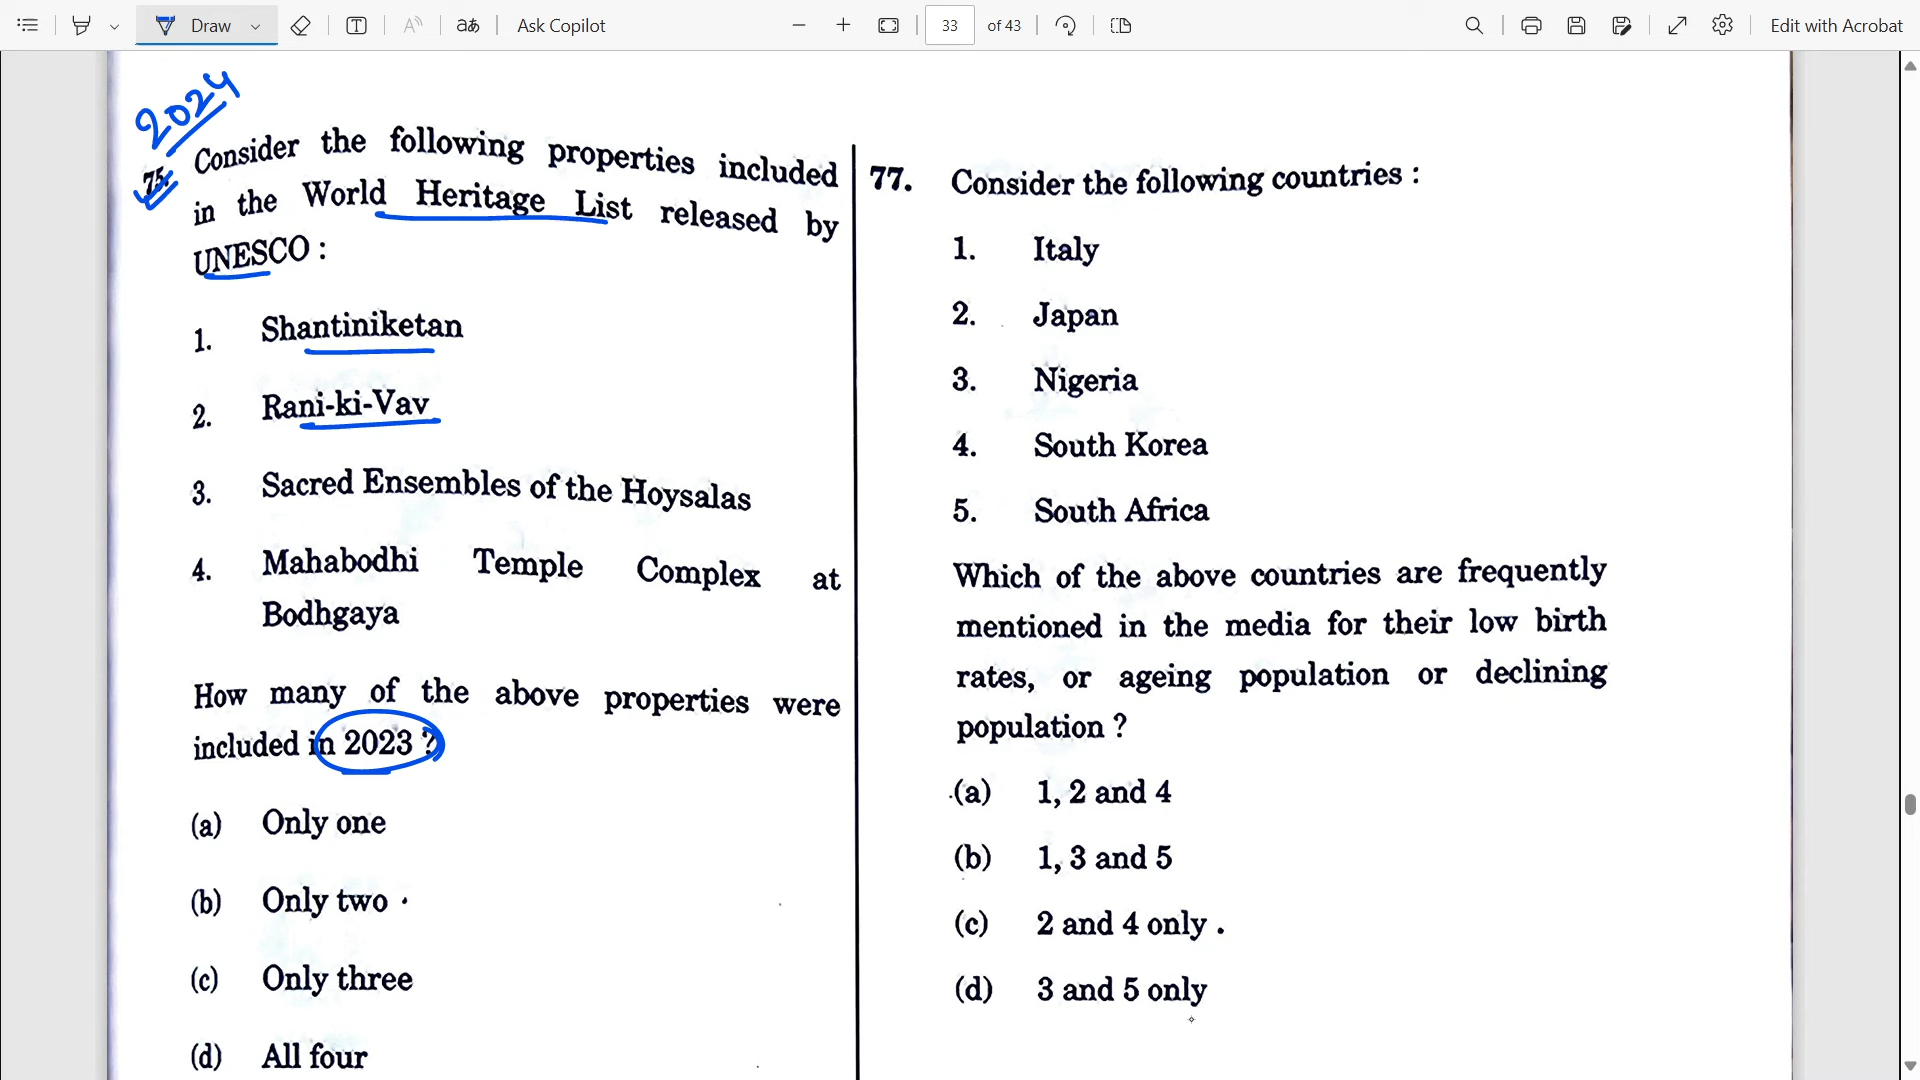 Draw
aあ
Ask Copilot
33
of 43
Edit with Acrobat
2024
75. Consider the following properties included
in the World Heritage List released by
UNESCO :
1. Shantiniketan
2. Rani-ki-Vav
3. Sacred Ensembles of the Hoysalas
4. Mahabodhi Temple Complex at
Bodhgaya
How many of the above properties were
included in 2023 ?
(a) Only one
(b) Only two
(c) Only three
(d) All four
77. Consider the following countries :
1. Italy
2. Japan
3. Nigeria
4. South Korea
5. South Africa
Which of the above countries are frequently
mentioned in the media for their low birth
rates, or ageing population or declining
population ?
(a) 1, 2 and 4
(b) 1, 3 and 5
(c) 2 and 4 only
(d) 3 and 5 only